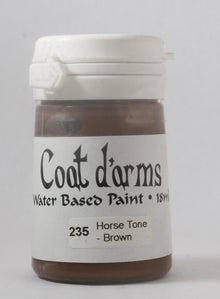 Coat d'arms
Water Based Paint • 18ml
235 Horse Tone
- Brown